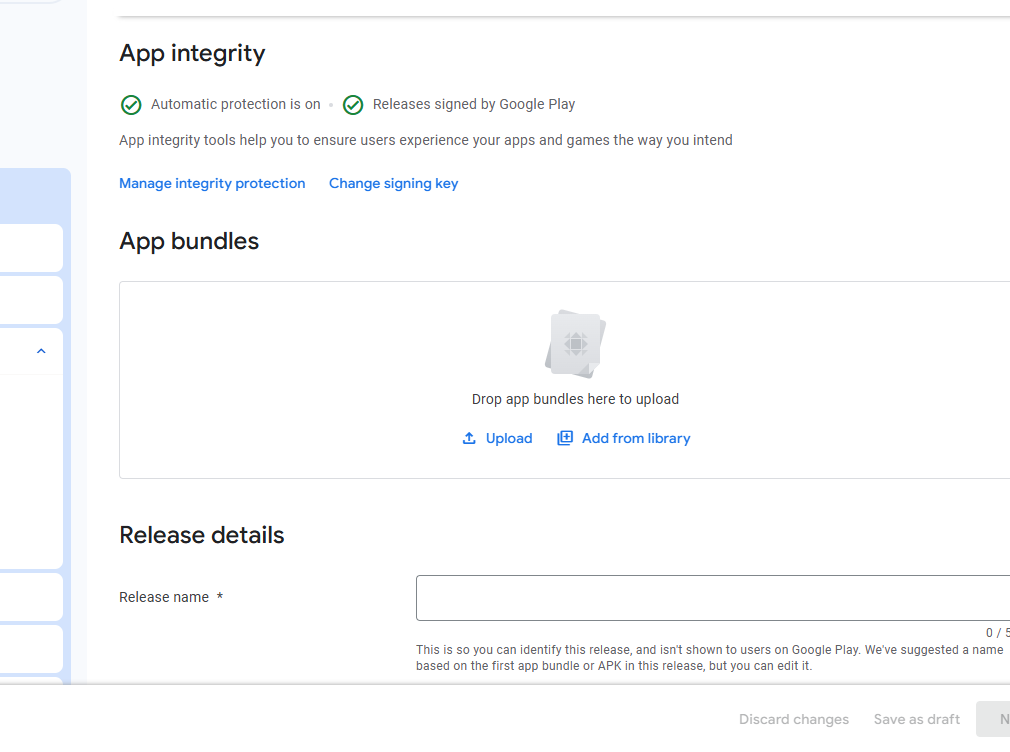 App integrity
Automatic protection is on • Releases signed by Google Play
App integrity tools help you to ensure users experience your apps and games the way you intend
Manage integrity protection Change signing key
App bundles
Drop app bundles here to upload
Upload Add from library
Release details
Release name *
0 / 5
This is so you can identify this release, and isn't shown to users on Google Play. We've suggested a name
based on the first app bundle or APK in this release, but you can edit it.
Discard changes Save as draft N